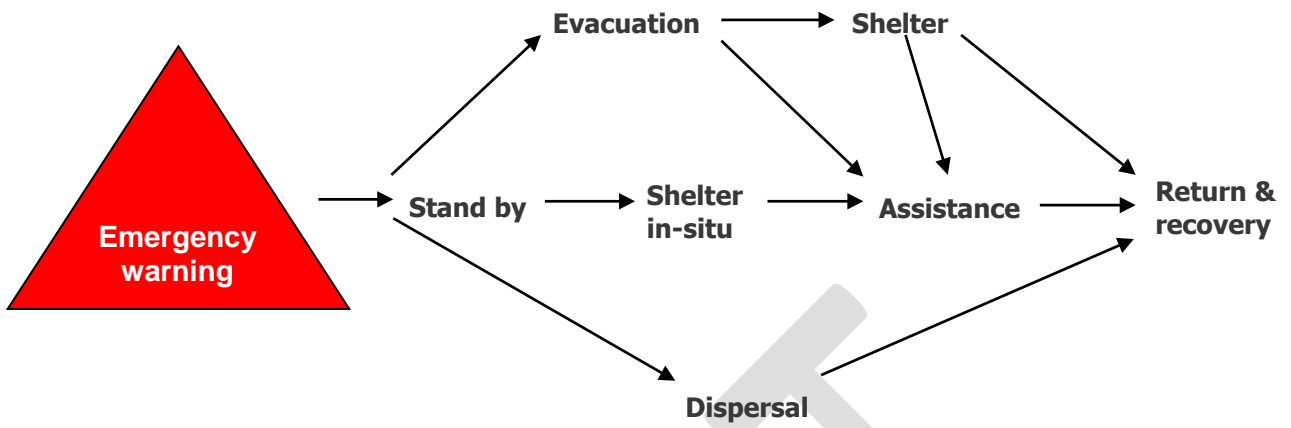 Evacuation
Shelter
Emergency
warning
Stand by
Shelter
in-situ
Assistance
Return &
recovery
Dispersal